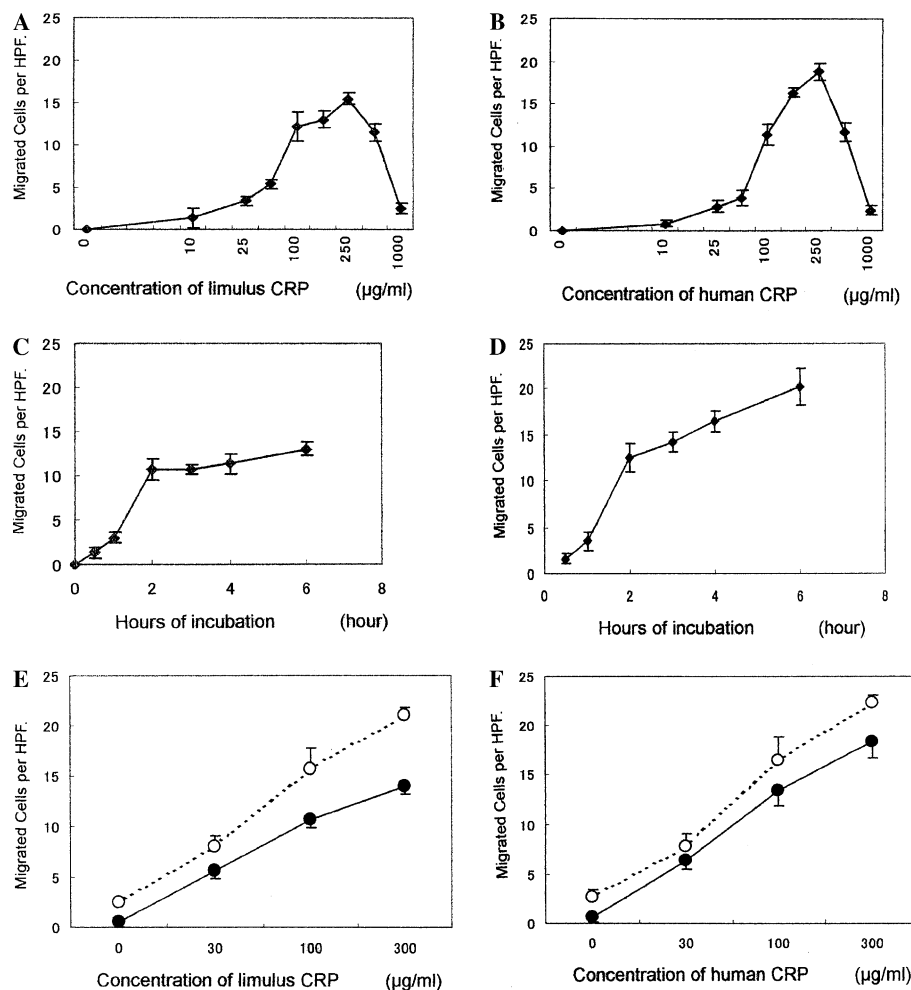 A
Migrated Cells per HPF.
25
20
15
10
5
0
0 10 25 100 250 1000
Concentration of limulus CRP (µg/ml)
B
Migrated Cells per HPF.
25
20
15
10
5
0
0 10 25 100 250 1000
Concentration of human CRP (µg/ml)
C
Migrated Cells per HPF.
25
20
15
10
5
0
0 2 4 6 8
Hours of incubation (hour)
D
Migrated Cells per HPF.
25
20
15
10
5
0
0 2 4 6 8
Hours of incubation (hour)
E
Migrated Cells per HPF.
25
20
15
10
5
0
0 30 100 300
Concentration of limulus CRP (µg/ml)
F
Migrated Cells per HPF.
25
20
15
10
5
0
0 30 100 300
Concentration of human CRP (µg/ml)